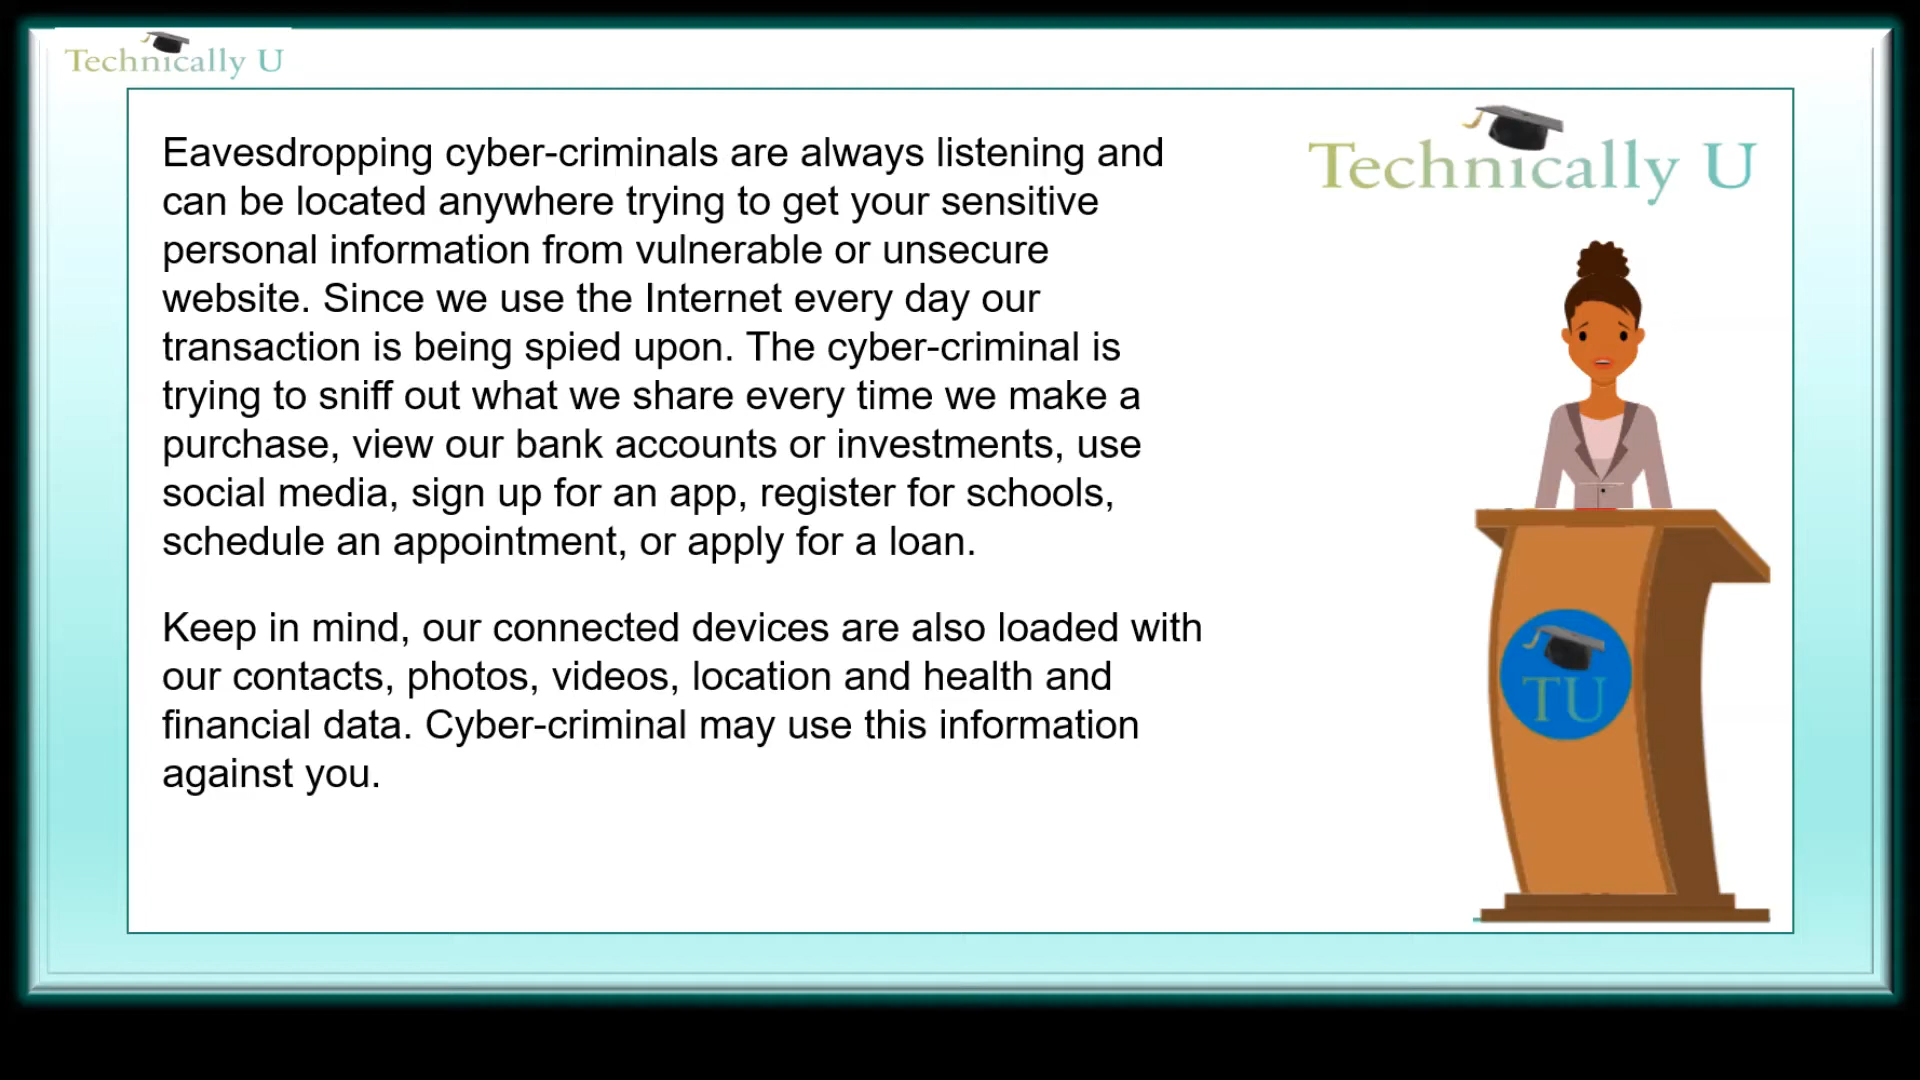 Technically U
Technically U
Eavesdropping cyber-criminals are always listening and
can be located anywhere trying to get your sensitive
personal information from vulnerable or unsecure
website. Since we use the Internet every day our
transaction is being spied upon. The cyber-criminal is
trying to sniff out what we share every time we make a
purchase, view our bank accounts or investments, use
social media, sign up for an app, register for schools,
schedule an appointment, or apply for a loan.
Keep in mind, our connected devices are also loaded with
our contacts, photos, videos, location and health and
financial data. Cyber-criminal may use this information
against you.
TU